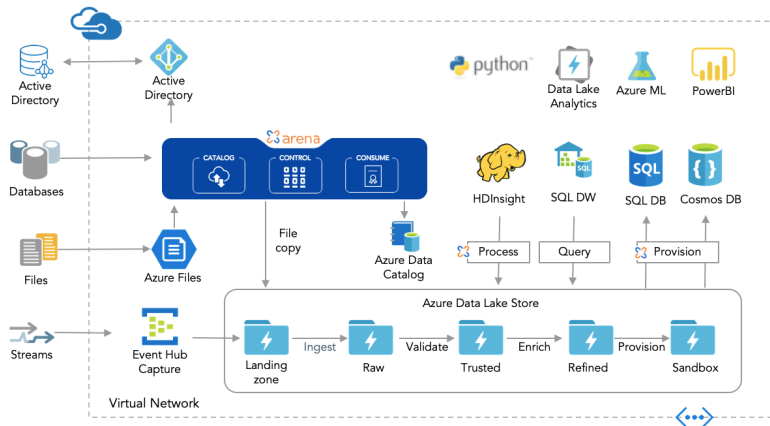 Active
Directory
Active
Directory
python
Data Lake
Analytics
Azure ML
PowerBI
arena
CATALOG
CONTROL
CONSUME
Databases
HDInsight
SQL
SQL DW
SQL
SQL DB
Cosmos DB
Files
Azure Files
File
copy
Azure Data
Catalog
Process
Query
Provision
Azure Data Lake Store
Streams
Event Hub
Capture
Landing
zone
Ingest
Raw
Validate
Trusted
Enrich
Refined
Provision
Sandbox
Virtual Network